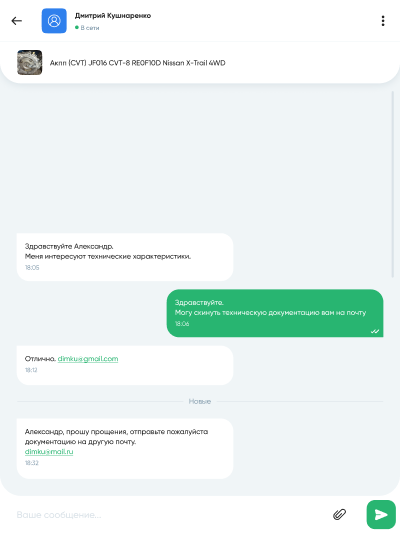 Дмитрий Кушнаренко
В сети
Акпп (CVT) JF016 CVT-8 RE0F10D Nissan X-Trail 4WD
Здравствуйте Александр.
Меня интересуют технические характеристики.
18:05
Здравствуйте.
Могу скинуть техническую документацию вам на почту
18:06
Отлично. dimku@gmail.com
18:12
Новые
Александр, прошу прощения, отправьте пожалуйста
документацию на другую почту.
dimku@mail.ru
18:32
Ваше сообщение...